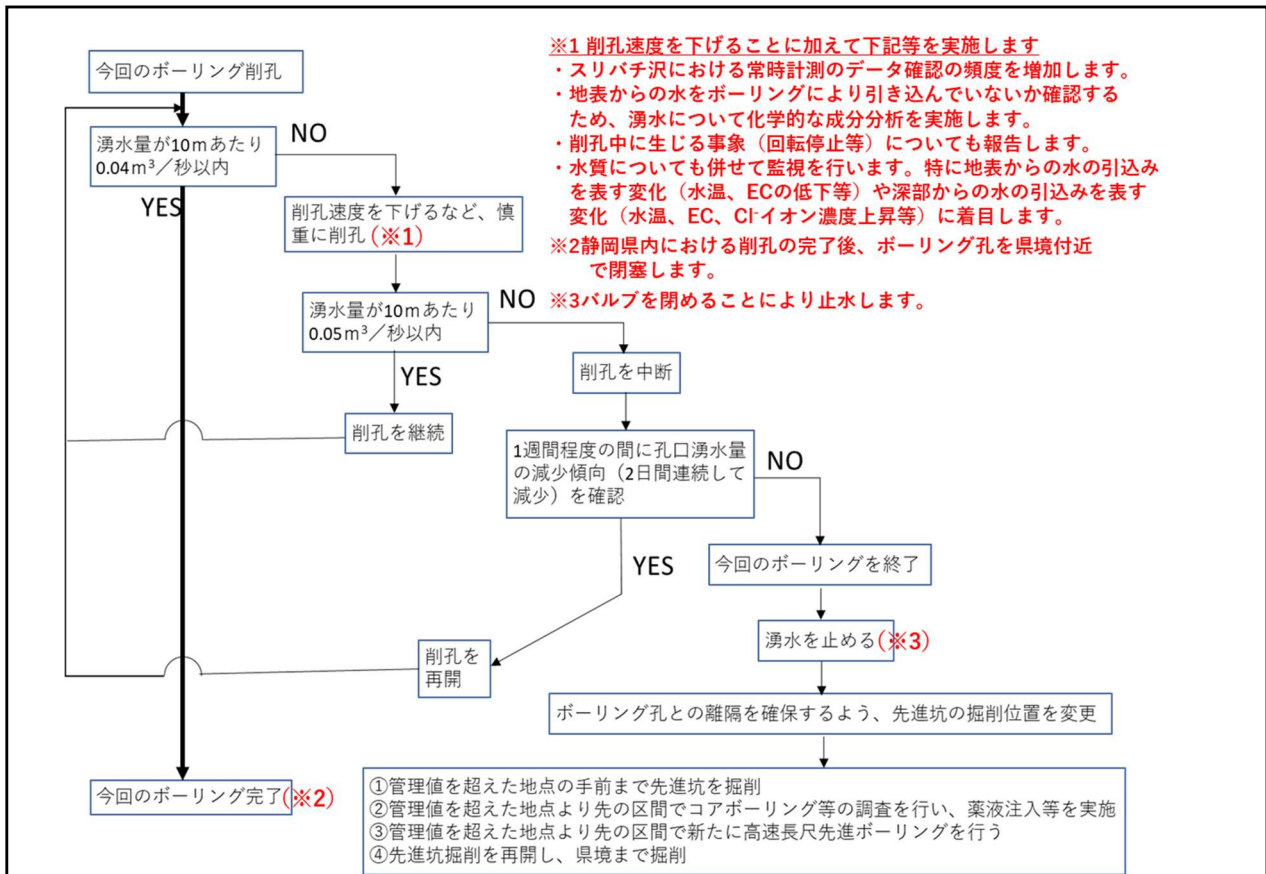 今回のボーリング削孔
湧水量が10mあたり
0.04m³/秒以内
NO
YES
削孔速度を下げるなど、慎
重に削孔(※1)
湧水量が10mあたり
0.05m³/秒以内
NO
YES
削孔を継続
削孔を中断
1週間程度の間に孔口湧水量
の減少傾向（2日間連続して
減少）を確認
NO
YES
削孔を
再開
今回のボーリングを終了
湧水を止める(※3)
ボーリング孔との離隔を確保するよう、先進坑の掘削位置を変更
①管理値を超えた地点の手前まで先進坑を掘削
②管理値を超えた地点より先の区間でコアボーリング等の調査を行い、薬液注入等を実施
③管理値を超えた地点より先の区間で新たに高速長尺先進ボーリングを行う
④先進坑掘削を再開し、県境まで掘削
今回のボーリング完了(※2)
※1 削孔速度を下げることに加えて下記等を実施します
・スリバチ沢における常時計測のデータ確認の頻度を増加します。
・地表からの水をボーリングにより引き込んでいないか確認する
ため、湧水について化学的な成分分析を実施します。
・削孔中に生じる事象（回転停止等）についても報告します。
・水質についても併せて監視を行います。特に地表からの水の引込み
を表す変化（水温、ECの低下等）や深部からの水の引込みを表す
変化（水温、EC、Cl⁻イオン濃度上昇等）に着目します。
※2静岡県内における削孔の完了後、ボーリング孔を県境付近
で閉塞します。
※3バルブを閉めることにより止水します。